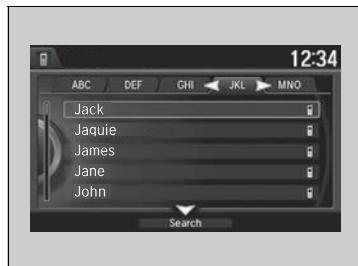 12:34
ABC DEF GHI JKL MNO
Jack
Jaquie
James
Jane
John
Search